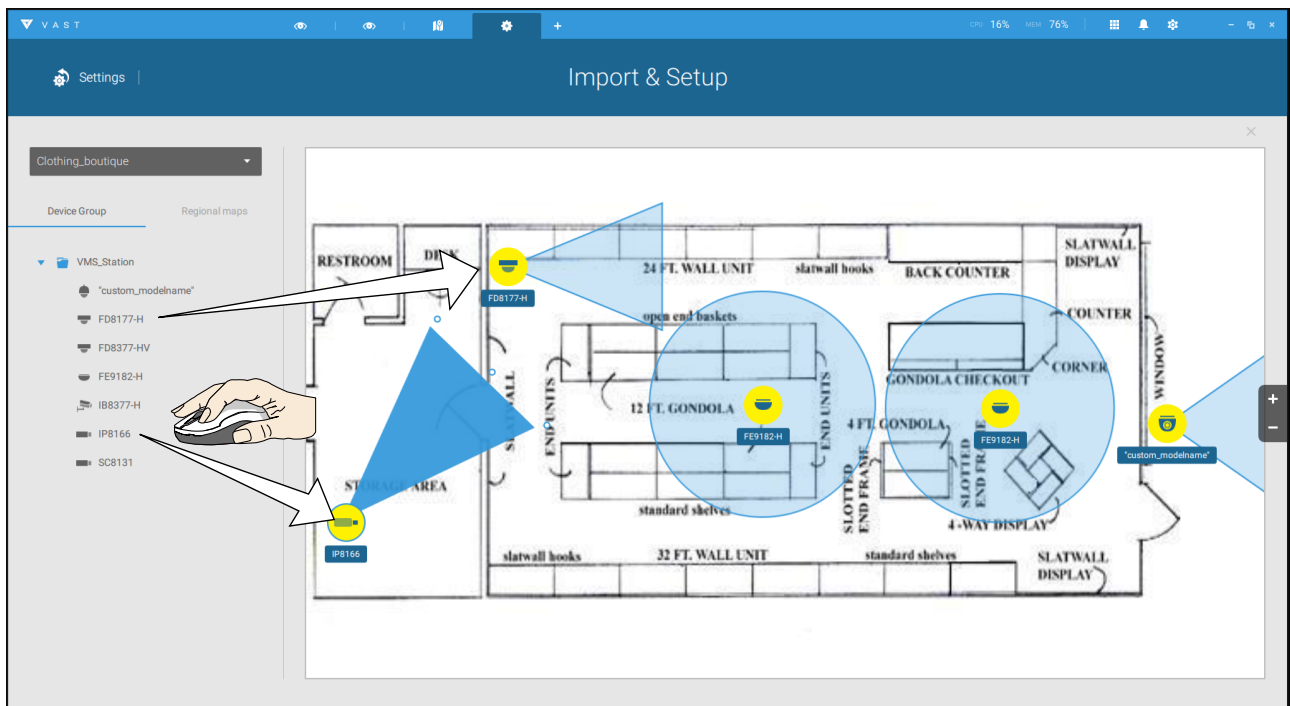 VAST
CPU 16% MEM 76%
Settings
Import & Setup
Clothing_boutique
Device Group Regional maps
VMS_Station
"custom_modelname"
FD8177-H
FD8377-HV
FE9182-H
IB8377-H
IP8166
SC8131
RESTROOM
DESK
24 FT. WALL UNIT
slatwall hooks
BACK COUNTER
SLATWALL
DISPLAY
FD8177-H
open end baskets
COUNTER
CORNER
WINDOW
GONDOLA CHECKOUT
SLATWALL
END UNITS
12 FT. GONDOLA
END UNITS
4 FT. GONDOLA
FE9182-H
FE9182-H
"custom_modelname"
STORAGE AREA
SLOTTED
END FRAME
SLOTTED
END FRAME
standard shelves
4-WAY DISPLAY
IP8166
slatwall hooks
32 FT. WALL UNIT
standard shelves
SLATWALL
DISPLAY